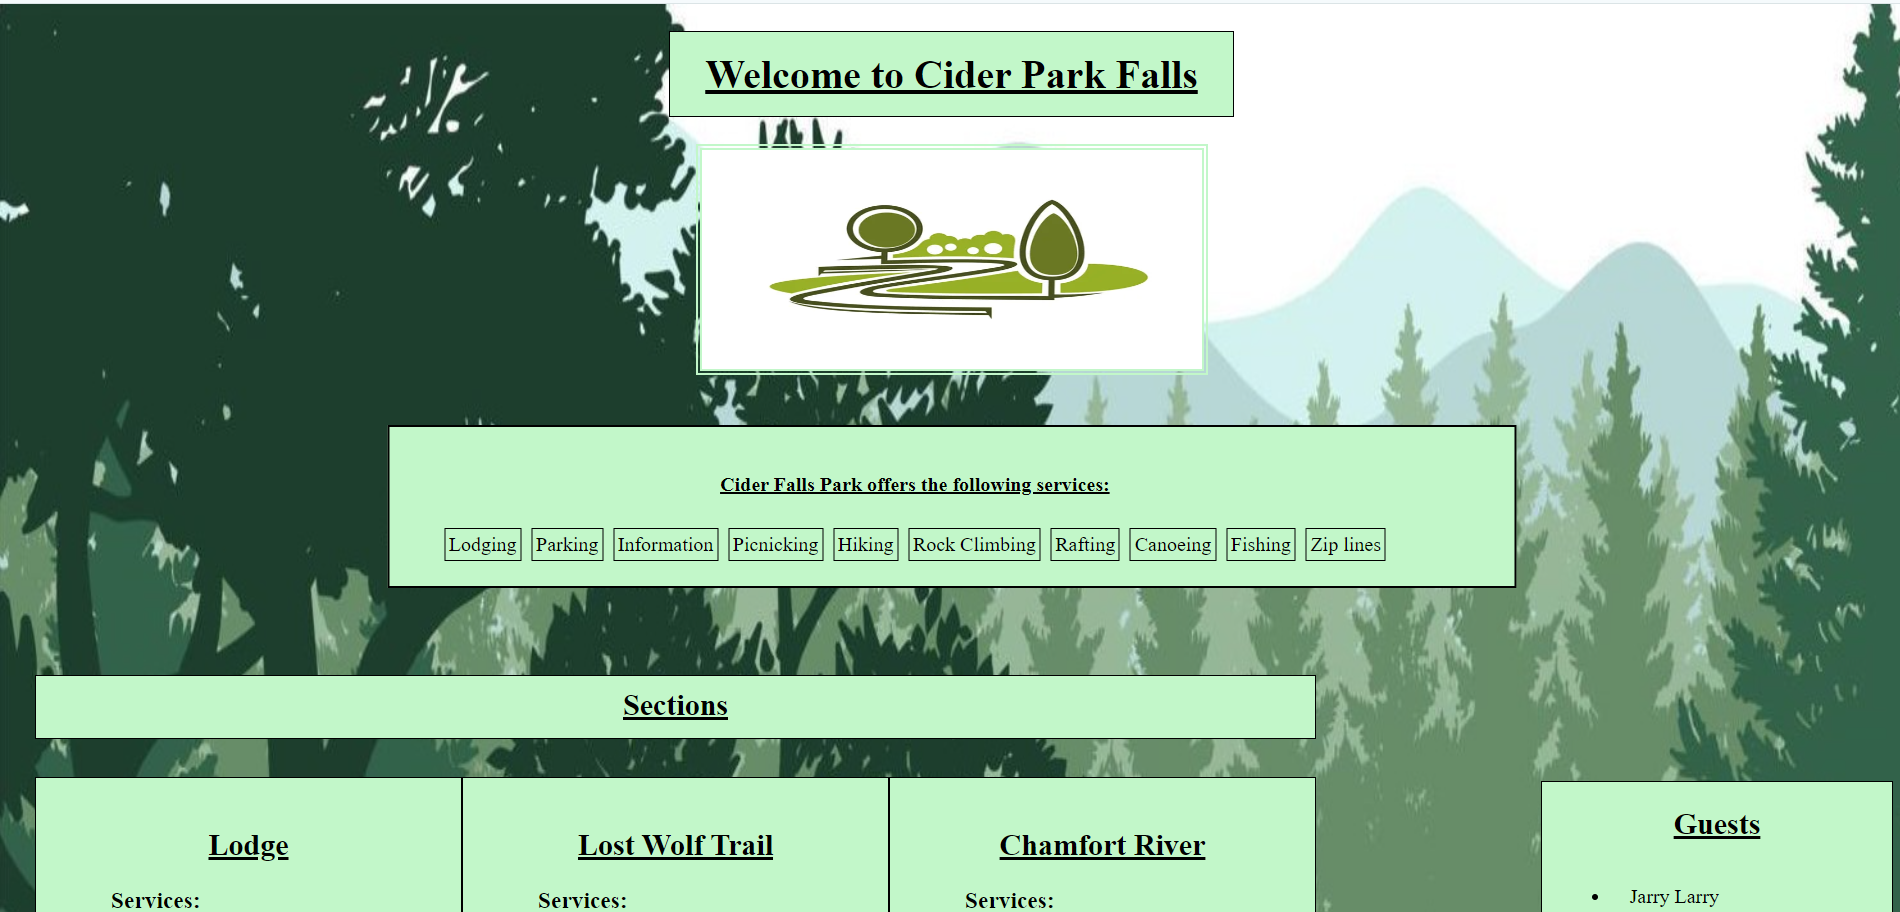 Welcome to Cider Park Falls
Cider Falls Park offers the following services:
Lodging Parking Information Picnicking Hiking Rock Climbing Rafting Canoeing Fishing Zip lines
Sections
Lodge
Services:
Lost Wolf Trail
Services:
Chamfort River
Services:
Guests
• Jarry Larry